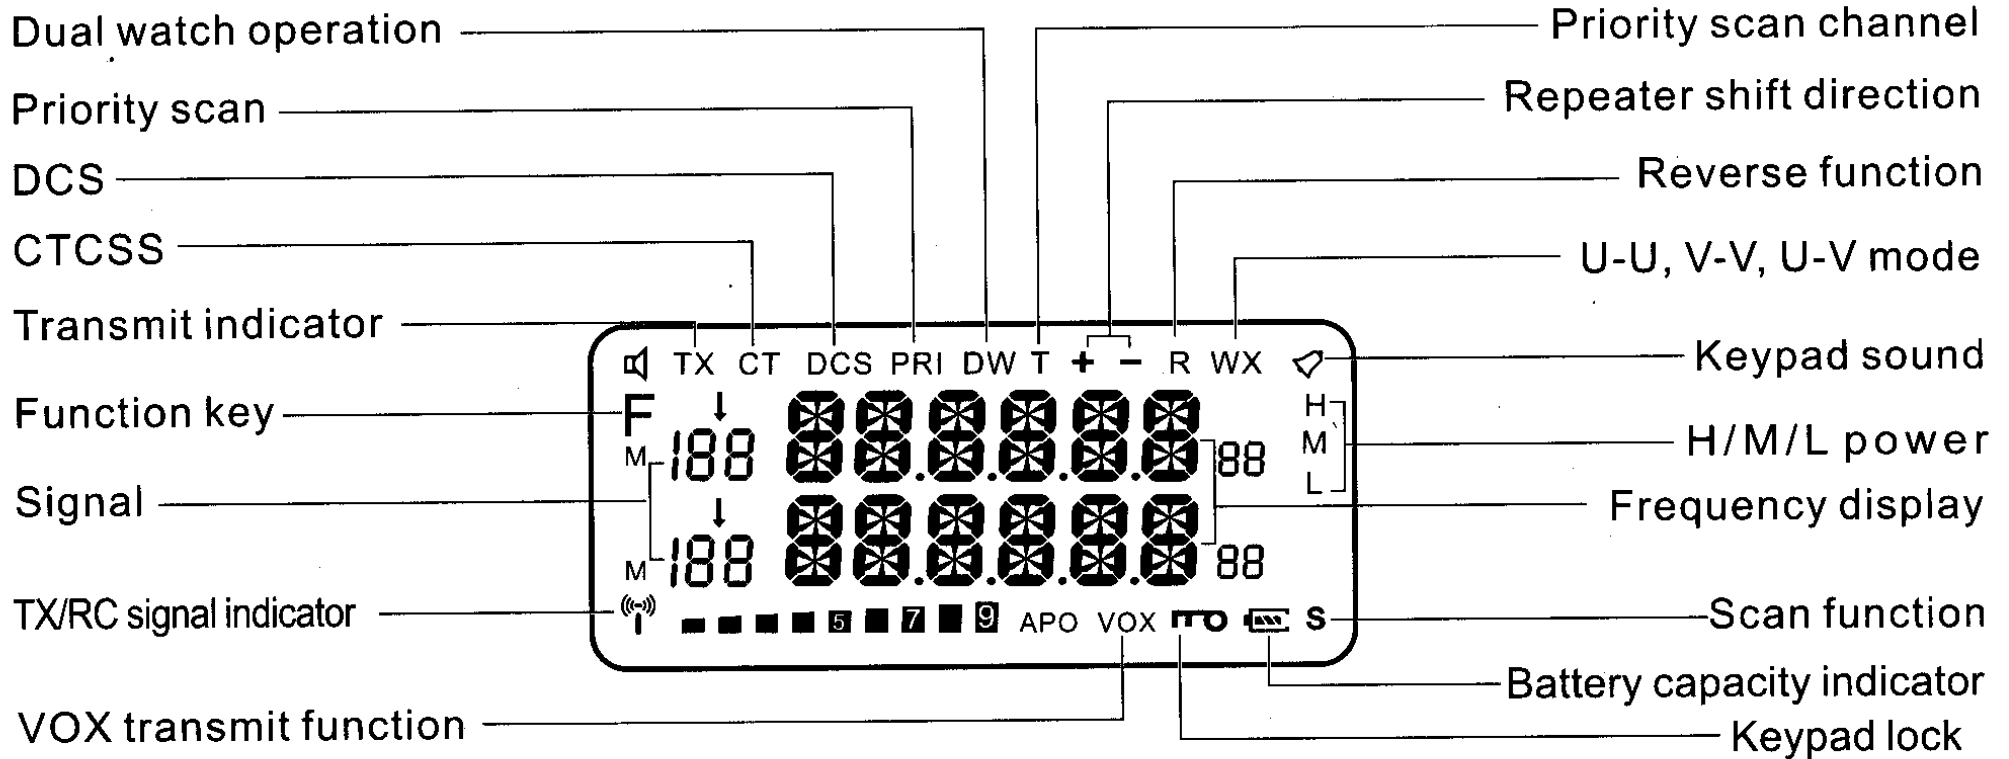 Dual watch operation
Priority scan
DCS
CTCSS
Transmit indicator
Function key
Signal
TX/RC signal indicator
VOX transmit function
Priority scan channel
Repeater shift direction
Reverse function
U-U, V-V, U-V mode
Keypad sound
H/M/L power
Frequency display
Scan function
Battery capacity indicator
Keypad lock
TX CT DCS PRI DW T + - R WX
F
M 188 88
M 188 88
H
M
L
5 7 9 APO VOX S